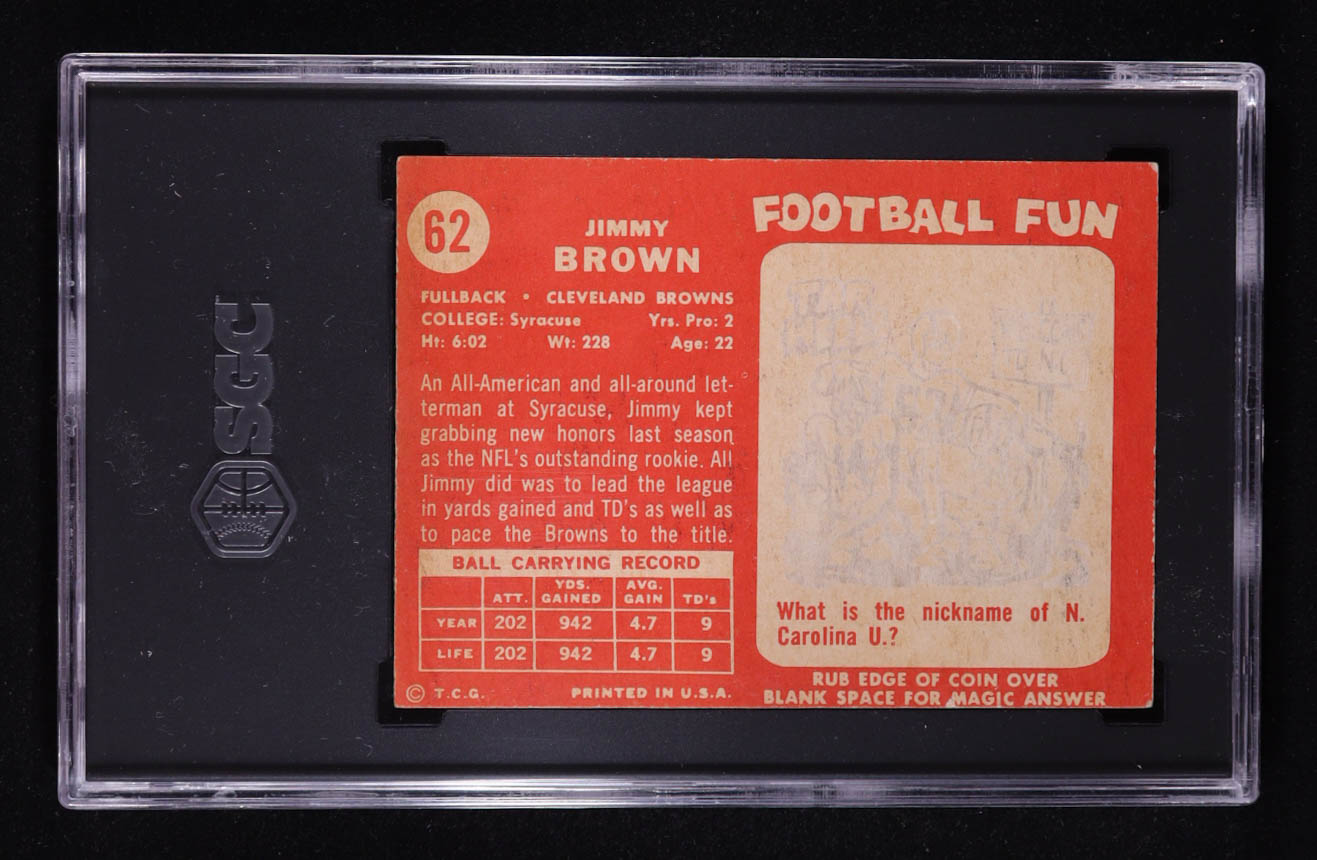 SGC
62
JIMMY
BROWN
FULLBACK • CLEVELAND BROWNS
COLLEGE: Syracuse Yrs. Pro: 2
Ht: 6:02 Wt: 228 Age: 22
An All-American and all-around let-
terman at Syracuse, Jimmy kept
grabbing new honors last season
as the NFL's outstanding rookie. All
Jimmy did was to lead the league
in yards gained and TD's as well as
to pace the Browns to the title.
BALL CARRYING RECORD
ATT. YDS. GAINED AVG. GAIN TD's
YEAR 202 942 4.7 9
LIFE 202 942 4.7 9
© T.C.G. PRINTED IN U.S.A.
FOOTBALL FUN
What is the nickname of N.
Carolina U.?
RUB EDGE OF COIN OVER
BLANK SPACE FOR MAGIC ANSWER